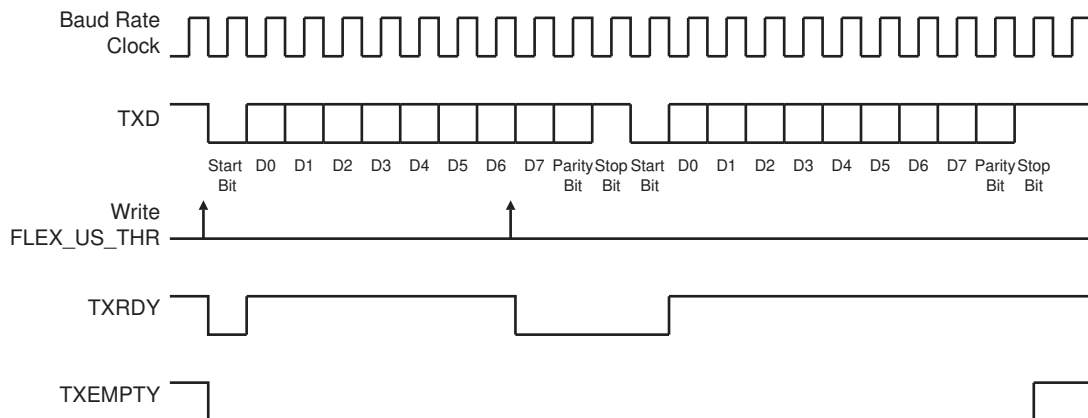 Baud Rate
Clock
TXD
Start D0 D1 D2 D3 D4 D5 D6 D7 Parity Stop Start D0 D1 D2 D3 D4 D5 D6 D7 Parity Stop
Bit Bit Bit Bit Bit Bit
Write
FLEX_US_THR
TXRDY
TXEMPTY